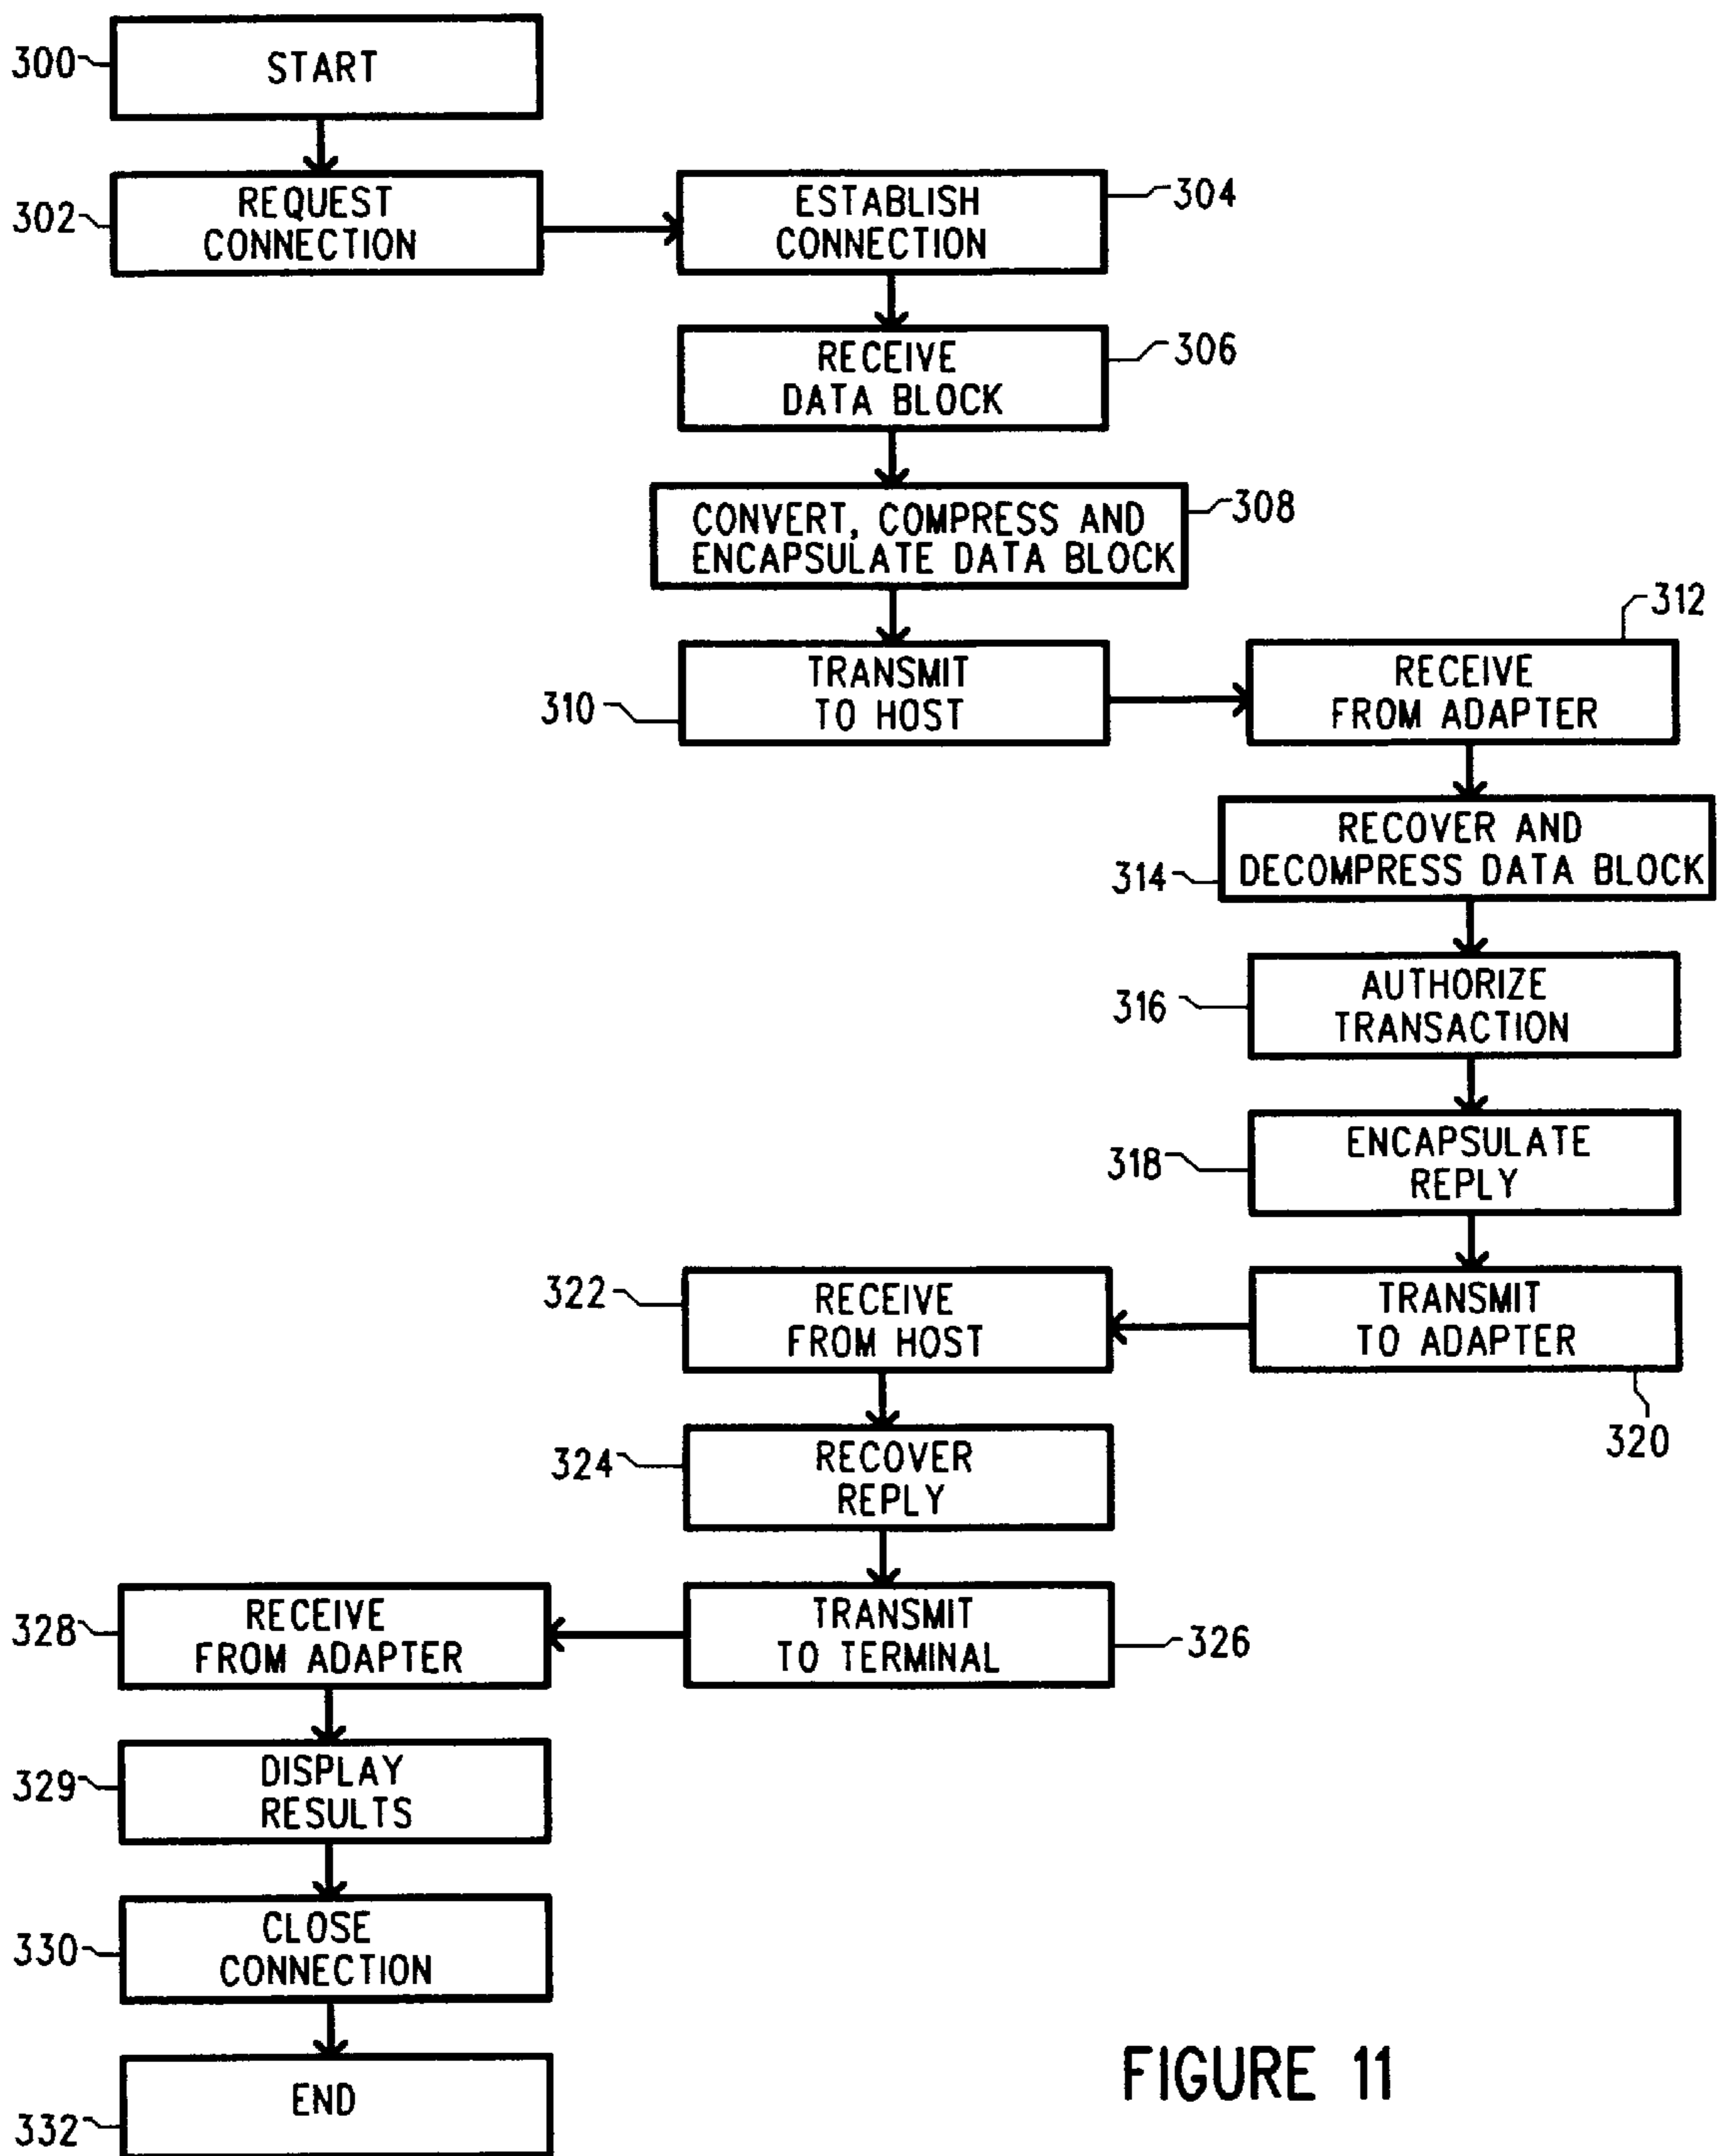 300
START
302
REQUEST
CONNECTION
ESTABLISH
CONNECTION
304
RECEIVE
DATA BLOCK
306
CONVERT, COMPRESS AND
ENCAPSULATE DATA BLOCK
308
310
TRANSMIT
TO HOST
312
RECEIVE
FROM ADAPTER
314
RECOVER AND
DECOMPRESS DATA BLOCK
316
AUTHORIZE
TRANSACTION
318
ENCAPSULATE
REPLY
TRANSMIT
TO ADAPTER
320
322
RECEIVE
FROM HOST
324
RECOVER
REPLY
TRANSMIT
TO TERMINAL
326
328
RECEIVE
FROM ADAPTER
329
DISPLAY
RESULTS
330
CLOSE
CONNECTION
332
END
FIGURE 11